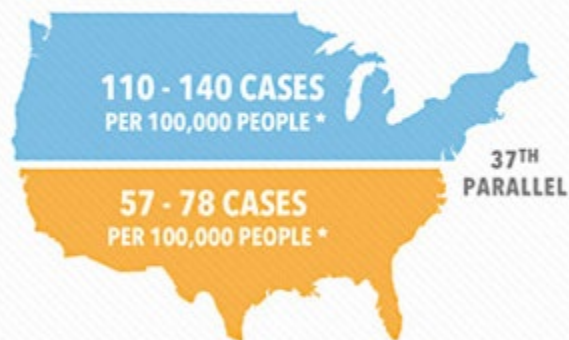 110 - 140 CASES
PER 100,000 PEOPLE *
37TH
PARALLEL
57 - 78 CASES
PER 100,000 PEOPLE *